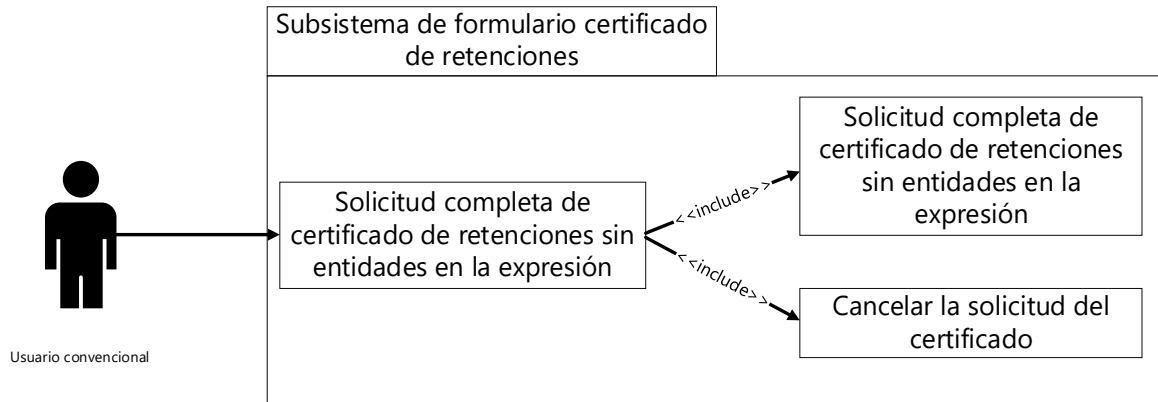 Subsistema de formulario certificado
de retenciones
Solicitud completa de
certificado de retenciones
sin entidades en la
expresión
Solicitud completa de
certificado de retenciones sin
entidades en la expresión
<<include>>
<<include>>
Cancelar la solicitud del
certificado
Usuario convencional